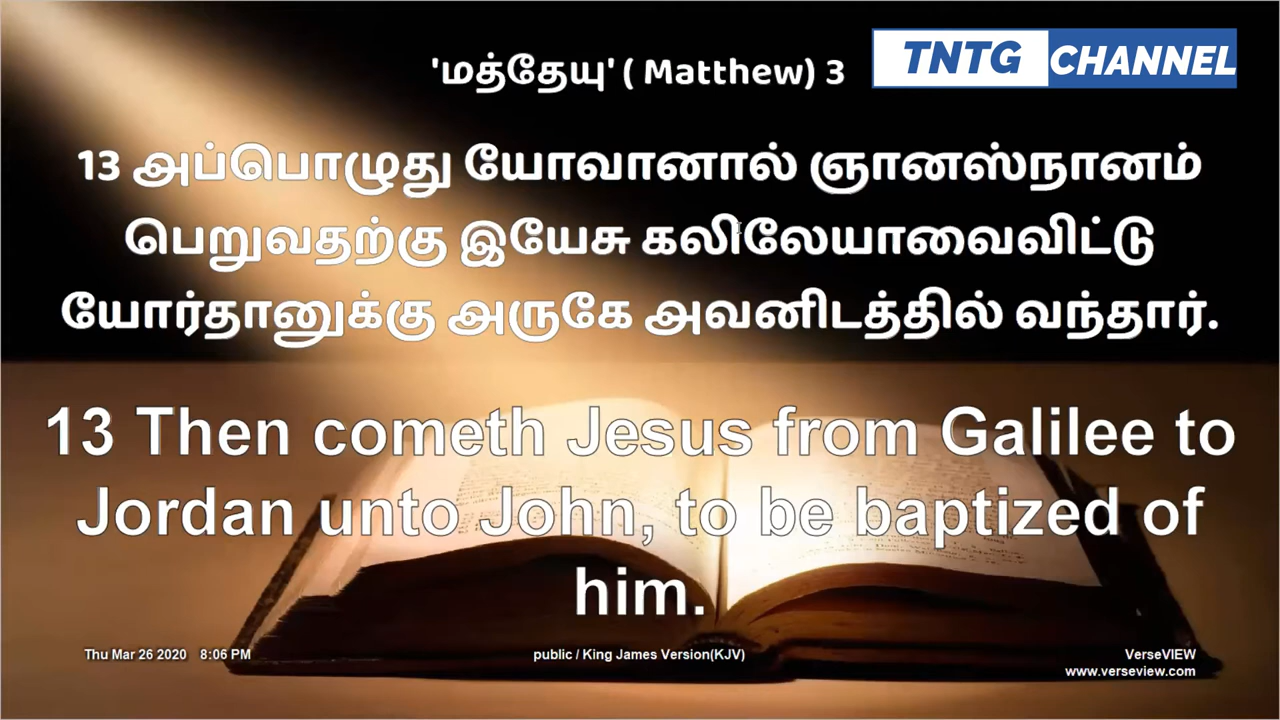 'மத்தேயு' ( Matthew) 3
TNTG CHANNEL
13 அப்பொழுது யோவானால் ஞானஸ்நானம்
பெறுவதற்கு இயேசு கலிலேயாவைவிட்டு
யோர்தானுக்கு அருகே அவனிடத்தில் வந்தார்.
13 Then cometh Jesus from Galilee to
Jordan unto John, to be baptized of
him.
Thu Mar 26 2020 8:06 PM
public / King James Version(KJV)
VerseVIEW
www.verseview.com